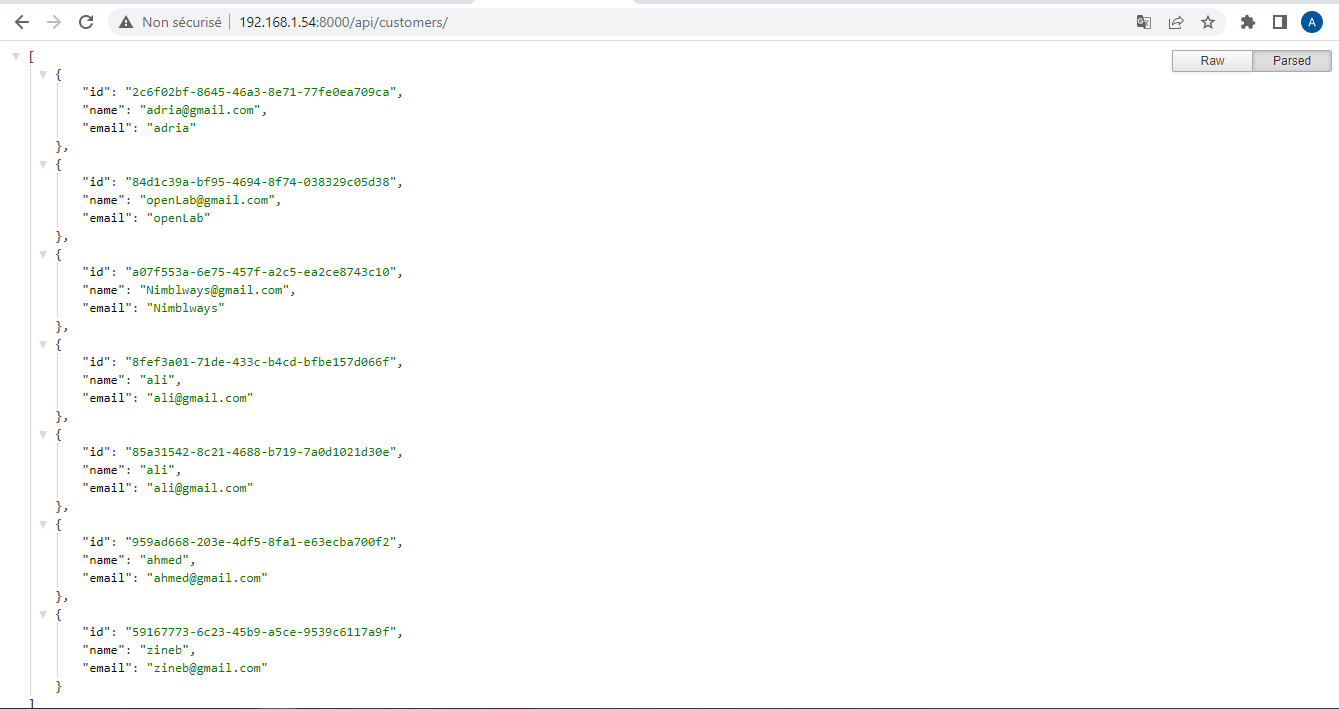 Non sécurisé | 192.168.1.54:8000/api/customers/
A
Raw Parsed
[
{
"id": "2c6f02bf-8645-46a3-8e71-77fe0ea709ca",
"name": "adria@gmail.com",
"email": "adria"
},
{
"id": "84d1c39a-bf95-4694-8f74-038329c05d38",
"name": "openLab@gmail.com",
"email": "openLab"
},
{
"id": "a07f553a-6e75-457f-a2c5-ea2ce8743c10",
"name": "Nimblways@gmail.com",
"email": "Nimblways"
},
{
"id": "8fef3a01-71de-433c-b4cd-bfbe157d066f",
"name": "ali",
"email": "ali@gmail.com"
},
{
"id": "85a31542-8c21-4688-b719-7a0d1021d30e",
"name": "ali",
"email": "ali@gmail.com"
},
{
"id": "959ad668-203e-4df5-8fa1-e63ecba700f2",
"name": "ahmed",
"email": "ahmed@gmail.com"
},
{
"id": "59167773-6c23-45b9-a5ce-9539c6117a9f",
"name": "zineb",
"email": "zineb@gmail.com"
}
]